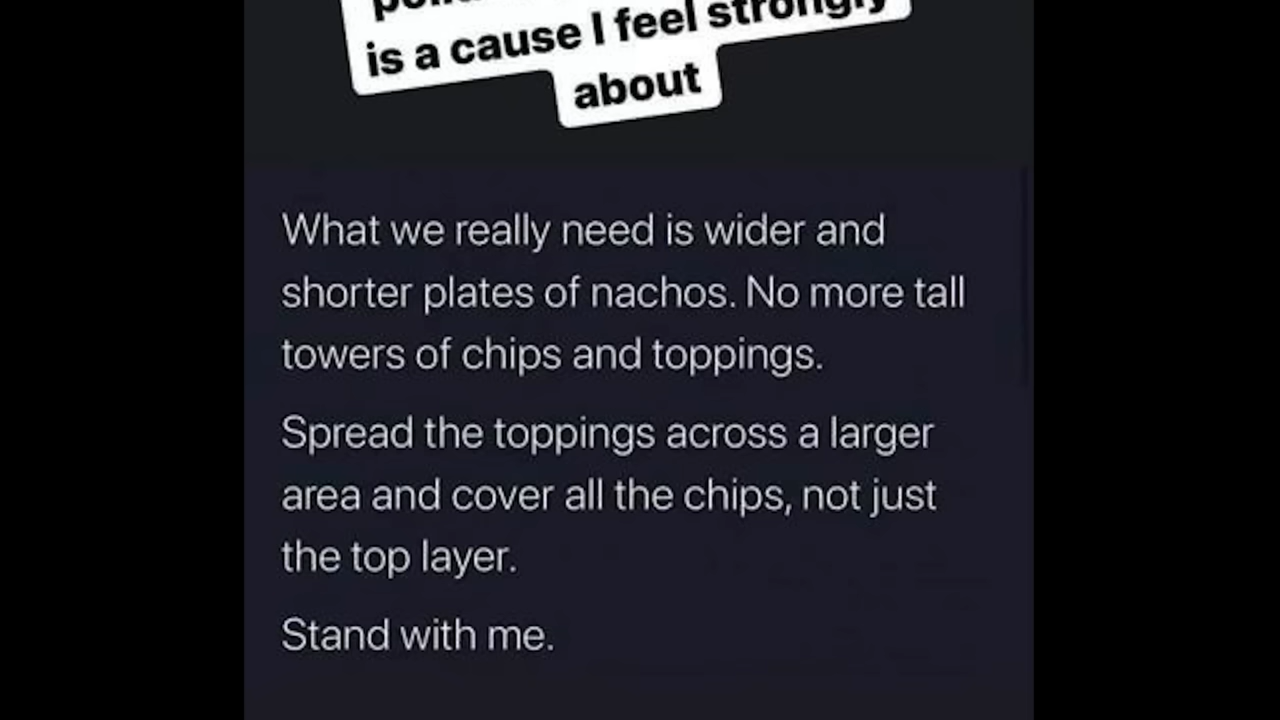 is a cause I feel strongly
about
What we really need is wider and
shorter plates of nachos. No more tall
towers of chips and toppings.
Spread the toppings across a larger
area and cover all the chips, not just
the top layer.
Stand with me.